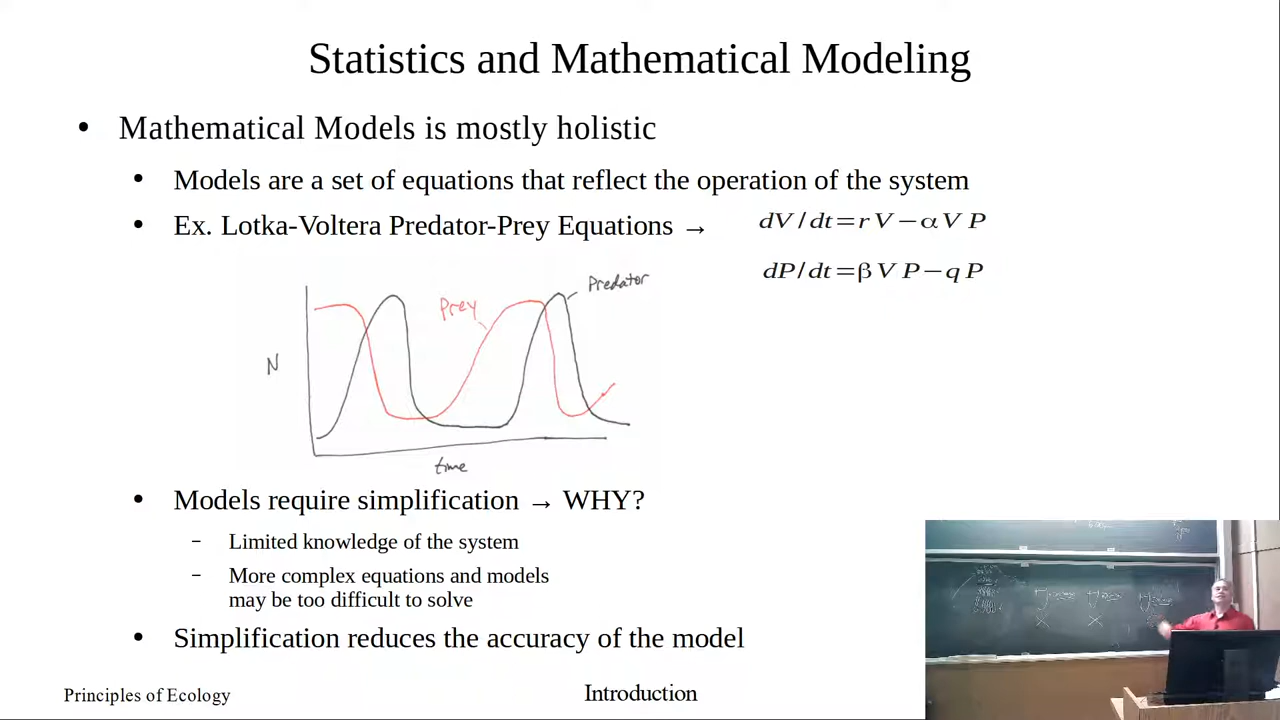 Statistics and Mathematical Modeling
• Mathematical Models is mostly holistic
• Models are a set of equations that reflect the operation of the system
• Ex. Lotka-Voltera Predator-Prey Equations →
dV/dt=rV−αVP
dP/dt=βVP−qP
Predator
Prey
N
time
• Models require simplification → WHY?
– Limited knowledge of the system
– More complex equations and models
may be too difficult to solve
• Simplification reduces the accuracy of the model
Principles of Ecology
Introduction